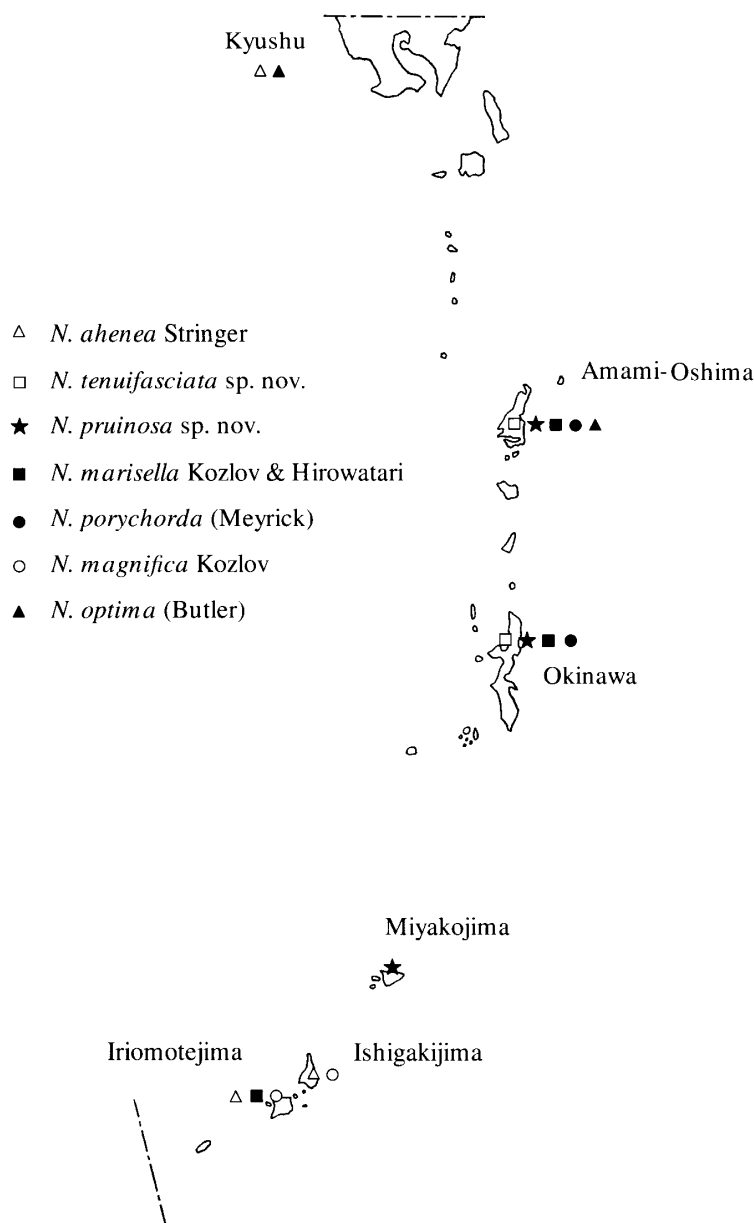 Kyushu
N. ahenea Stringer
N. tenuifasciata sp. nov.
N. pruinosa sp. nov.
N. marisella Kozlov & Hirowatari
N. porychorda (Meyrick)
N. magnifica Kozlov
N. optima (Butler)
Amami-Oshima
Okinawa
Miyakojima
Iriomotejima
Ishigakijima